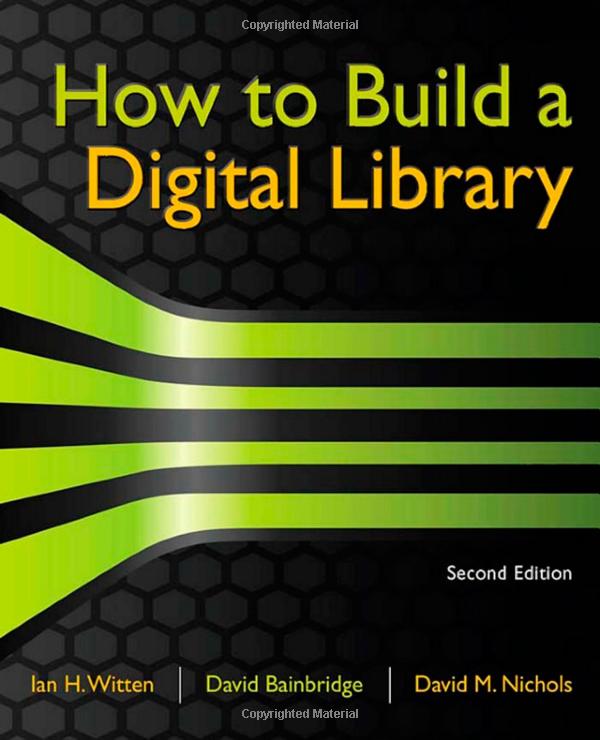 Copyrighted Material
How to Build a
Digital Library
Second Edition
Ian H. Witten | David Bainbridge | David M. Nichols
Copyrighted Material